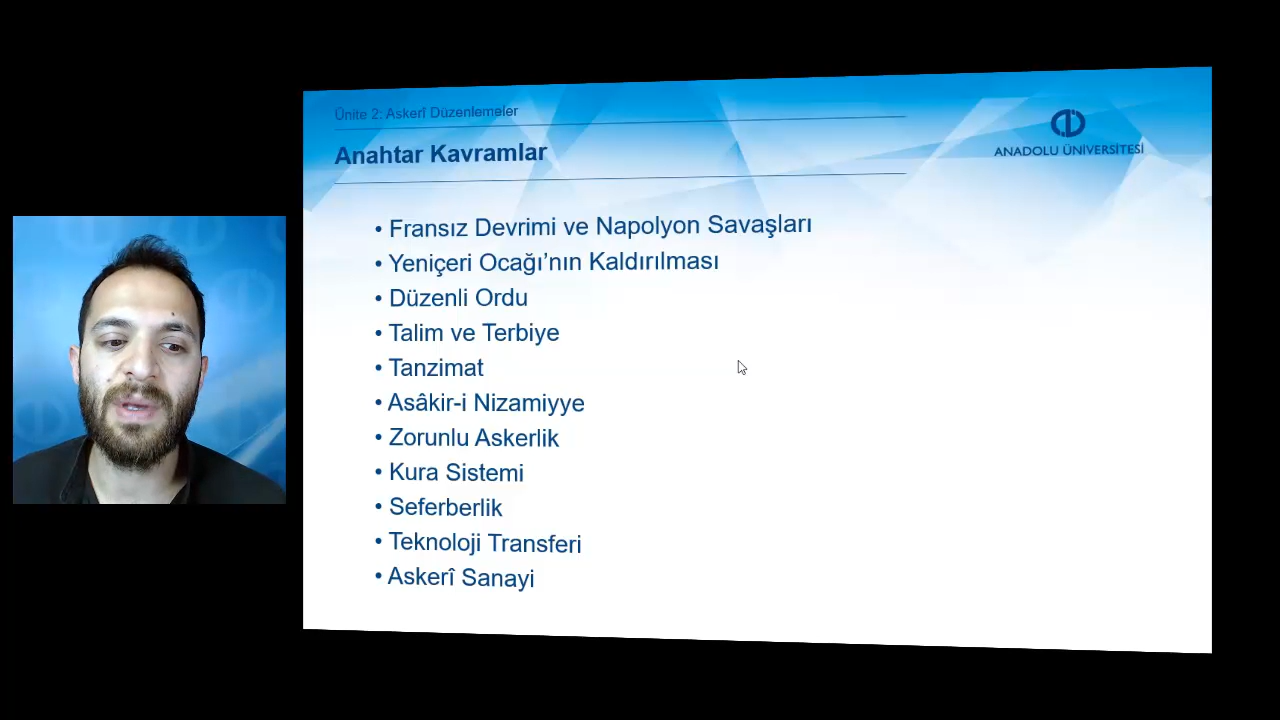 Ünite 2: Askerî Düzenlemeler
Anahtar Kavramlar
ANADOLU ÜNİVERSİTESİ
• Fransız Devrimi ve Napolyon Savaşları
• Yeniçeri Ocağı’nın Kaldırılması
• Düzenli Ordu
• Talim ve Terbiye
• Tanzimat
• Asâkir-i Nizamiyye
• Zorunlu Askerlik
• Kura Sistemi
• Seferberlik
• Teknoloji Transferi
• Askerî Sanayi